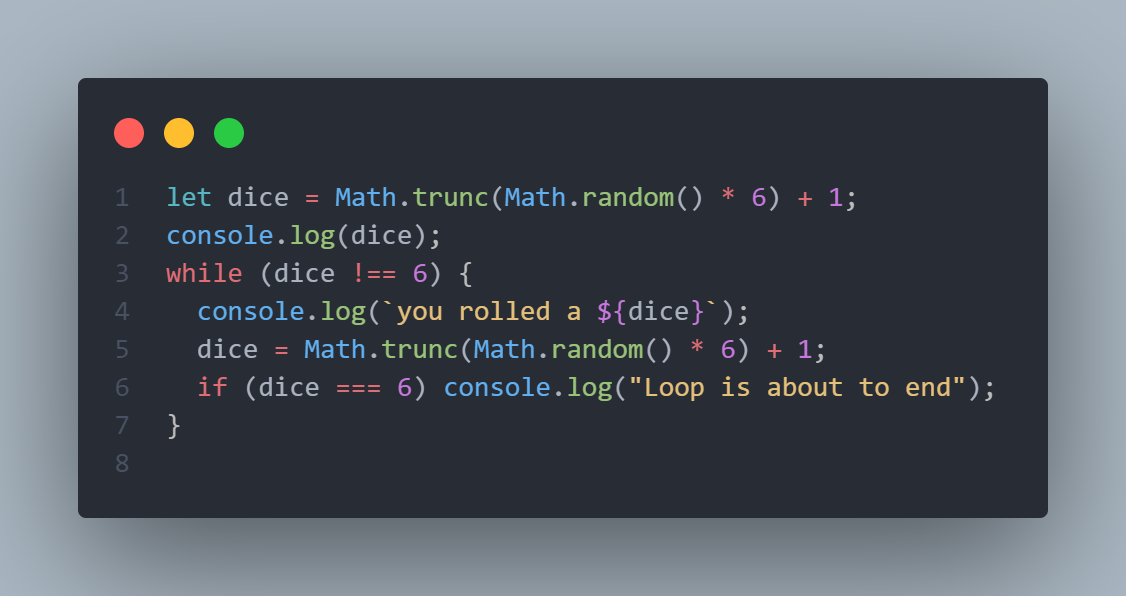 1 let dice = Math.trunc(Math.random() * 6) + 1;
2 console.log(dice);
3 while (dice !== 6) {
4   console.log(`you rolled a ${dice}`);
5   dice = Math.trunc(Math.random() * 6) + 1;
6   if (dice === 6) console.log("Loop is about to end");
7 }
8